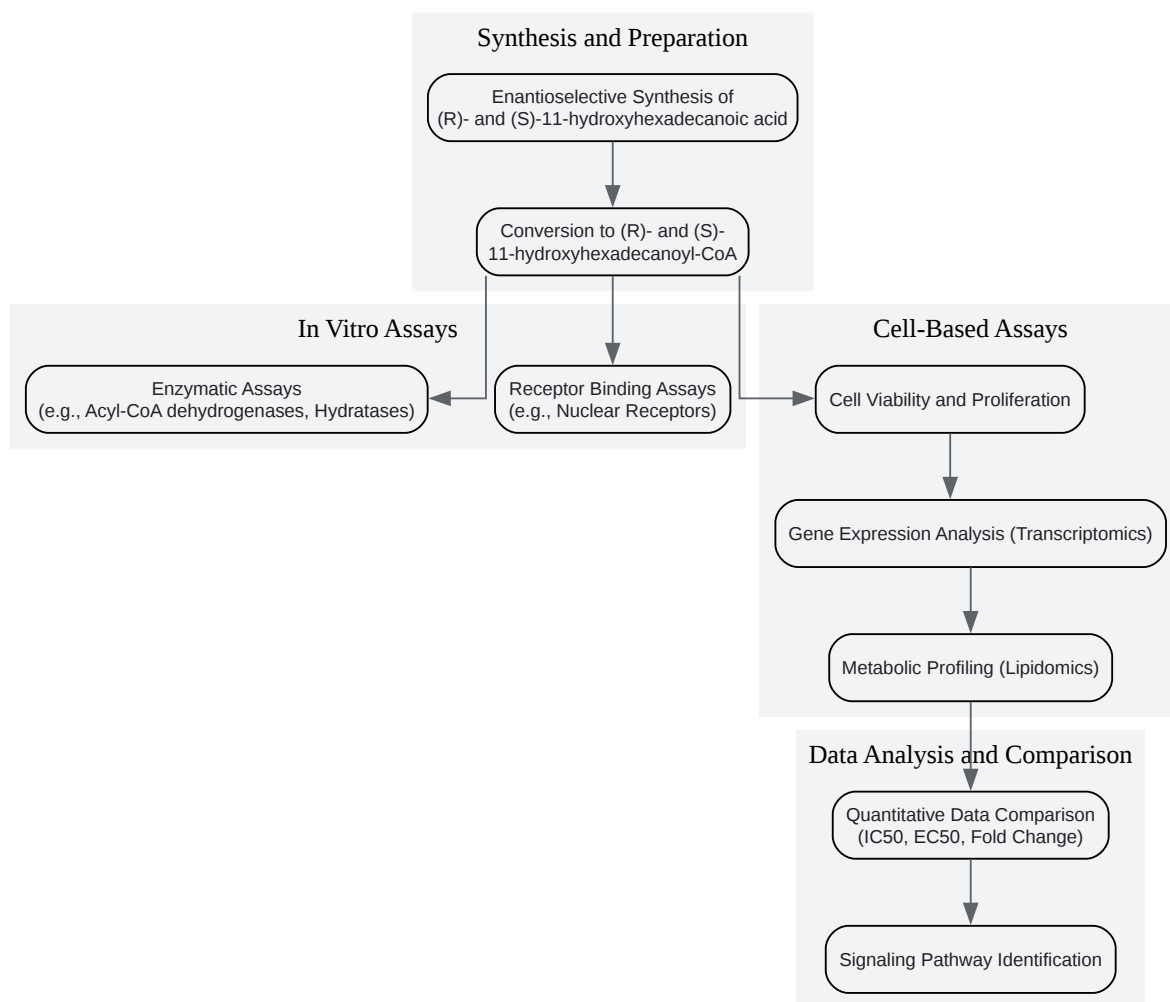 Synthesis and Preparation
Enantioselective Synthesis of
(R)- and (S)-11-hydroxyhexadecanoic acid
Conversion to (R)- and (S)-
11-hydroxyhexadecanoyl-CoA
In Vitro Assays
Enzymatic Assays
(e.g., Acyl-CoA dehydrogenases, Hydratases)
Receptor Binding Assays
(e.g., Nuclear Receptors)
Cell-Based Assays
Cell Viability and Proliferation
Gene Expression Analysis (Transcriptomics)
Metabolic Profiling (Lipidomics)
Data Analysis and Comparison
Quantitative Data Comparison
(IC50, EC50, Fold Change)
Signaling Pathway Identification